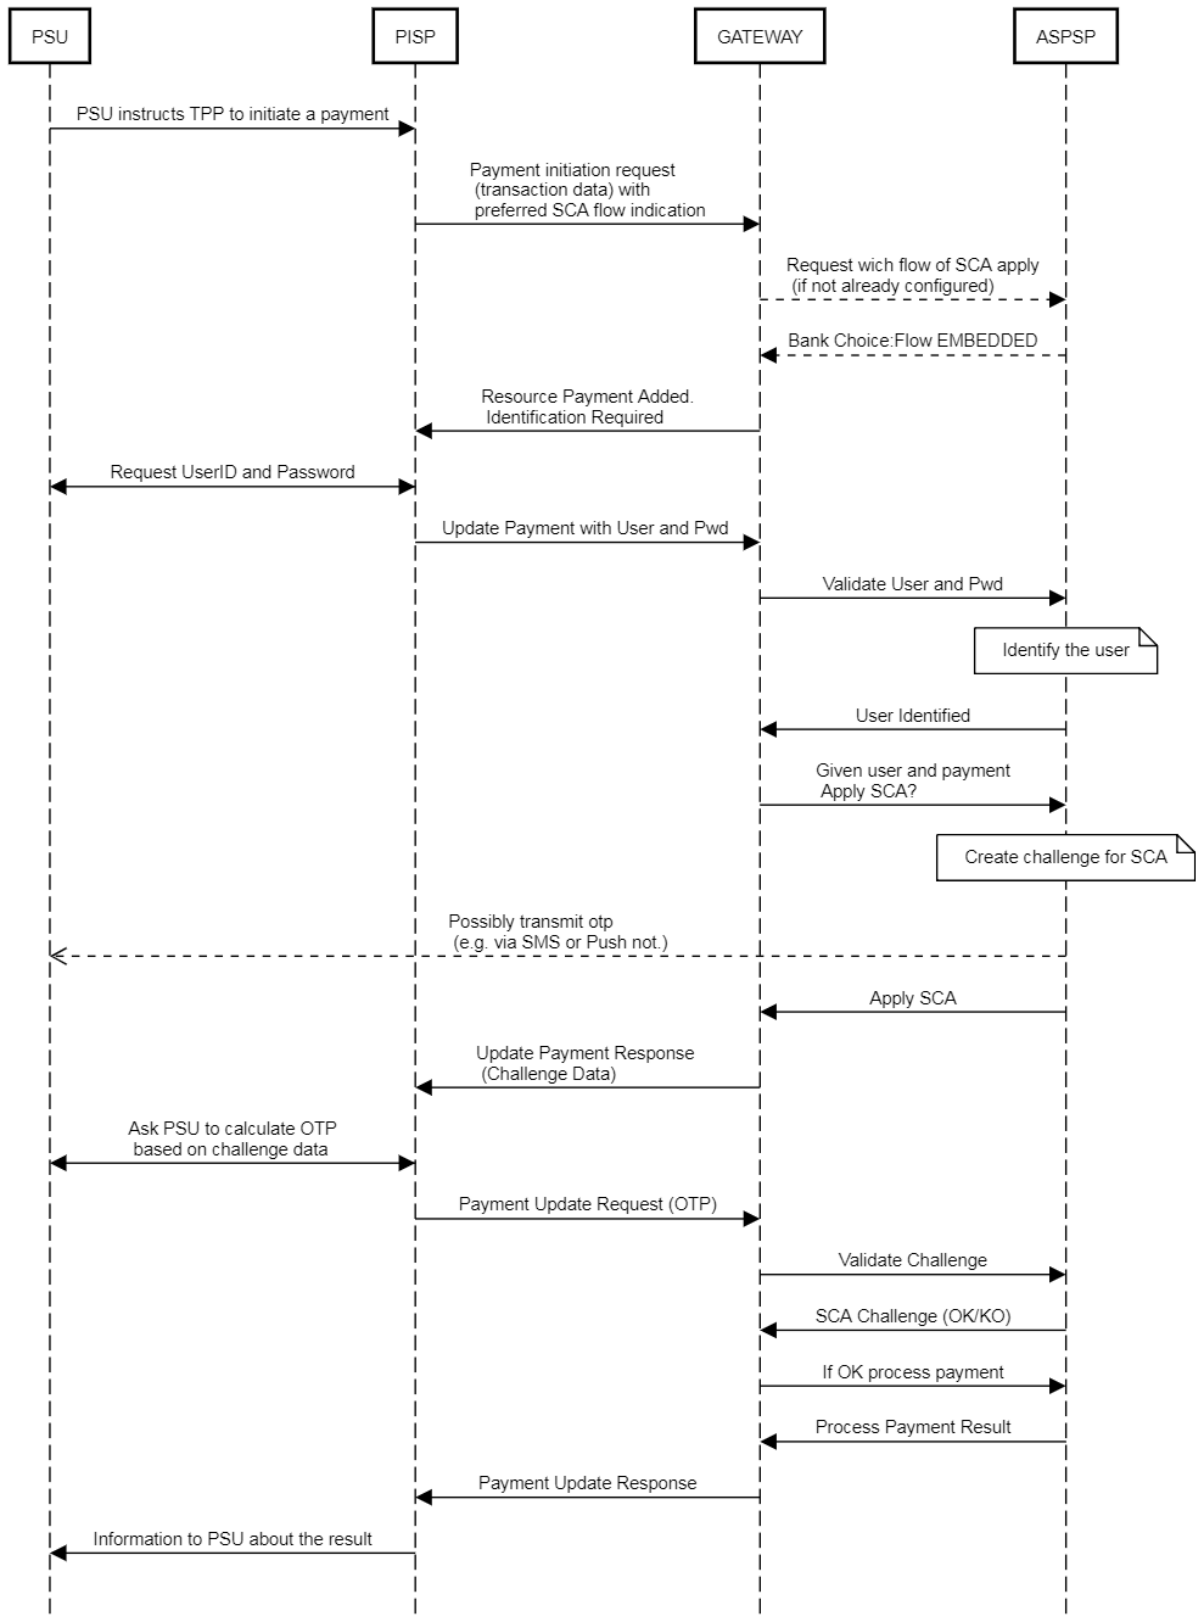 PSU
PISP
GATEWAY
ASPSP
PSU instructs TPP to initiate a payment
Payment initiation request
(transaction data) with
preferred SCA flow indication
Request wich flow of SCA apply
(if not already configured)
Bank Choice:Flow EMBEDDED
Resource Payment Added.
Identification Required
Request UserID and Password
Update Payment with User and Pwd
Validate User and Pwd
Identify the user
User Identified
Given user and payment
Apply SCA?
Create challenge for SCA
Possibly transmit otp
(e.g. via SMS or Push not.)
Apply SCA
Update Payment Response
(Challenge Data)
Ask PSU to calculate OTP
based on challenge data
Payment Update Request (OTP)
Validate Challenge
SCA Challenge (OK/KO)
If OK process payment
Process Payment Result
Payment Update Response
Information to PSU about the result